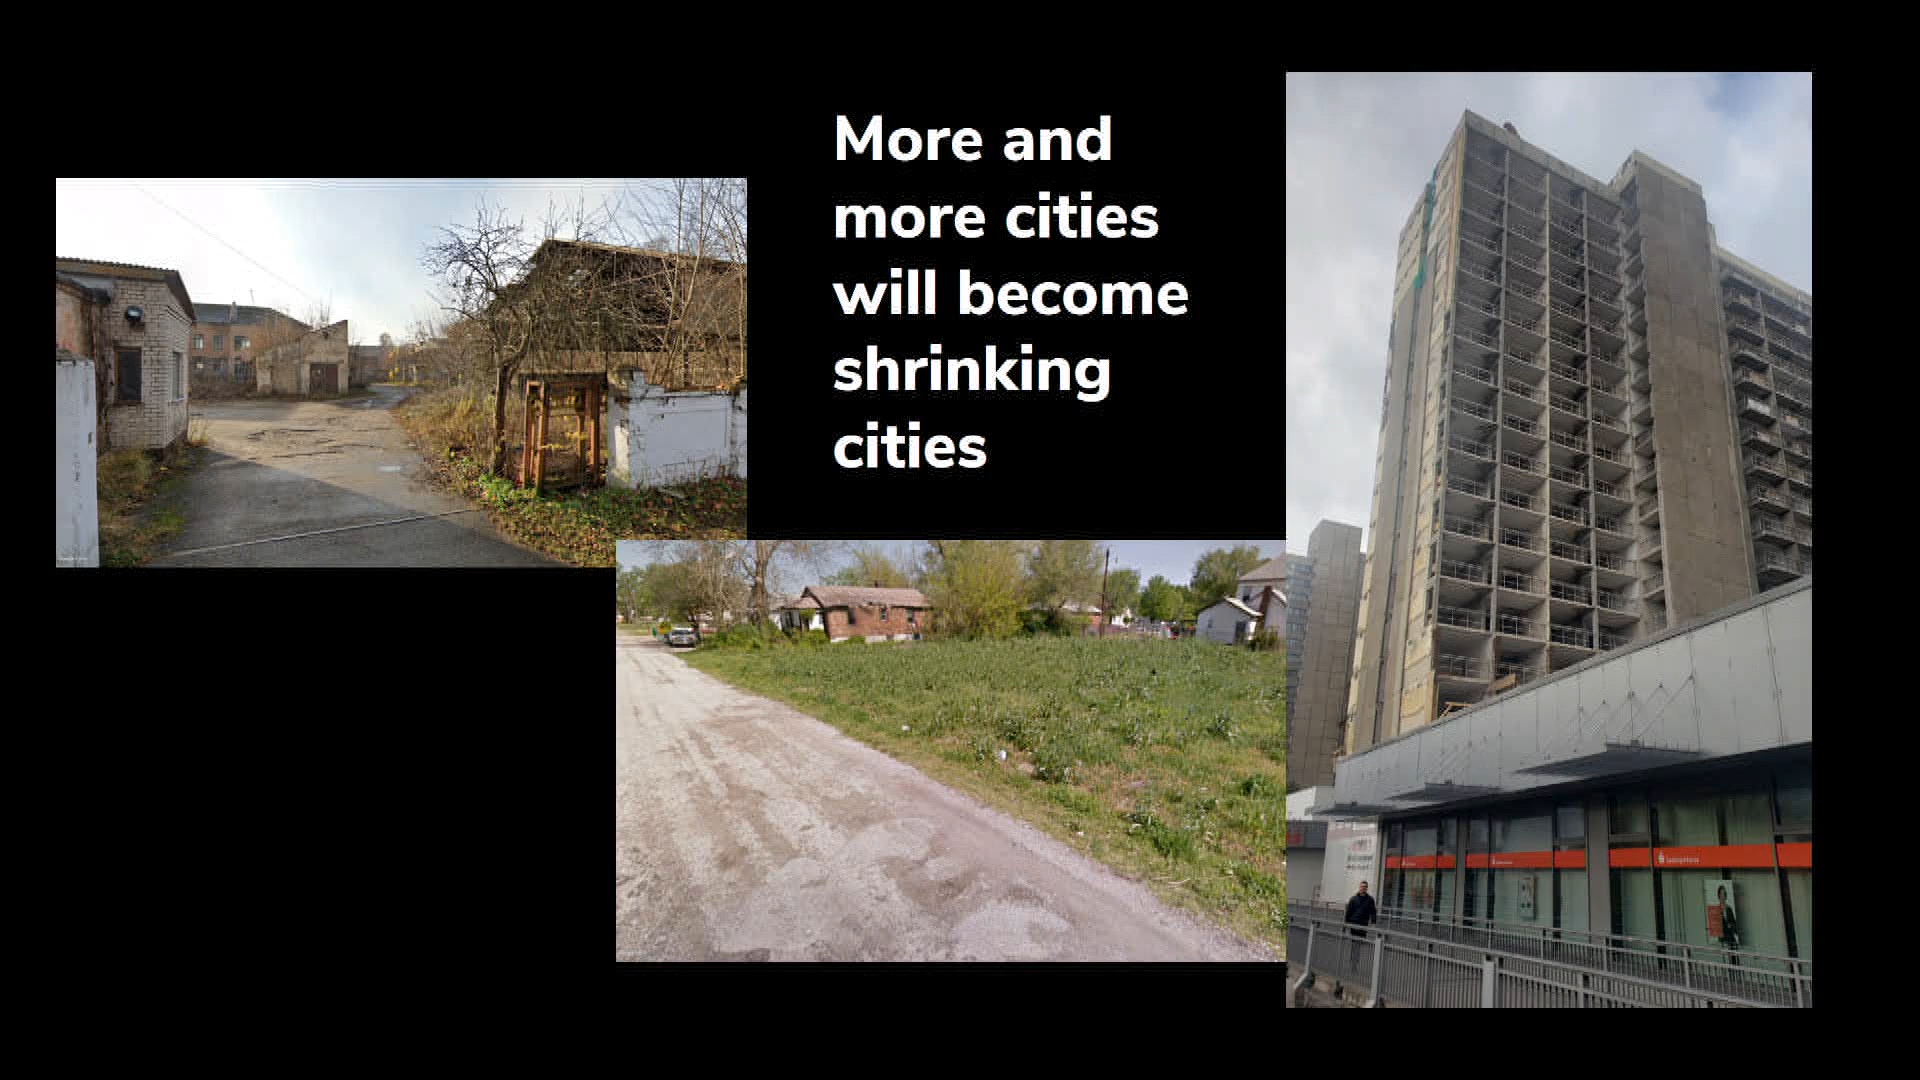 More and
more cities
will become
shrinking
cities